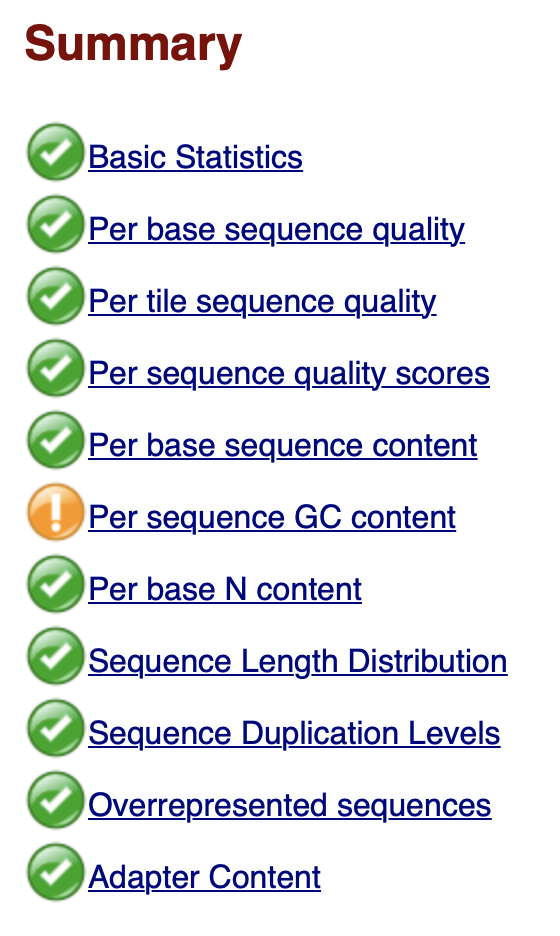 Summary
Basic Statistics
Per base sequence quality
Per tile sequence quality
Per sequence quality scores
Per base sequence content
Per sequence GC content
Per base N content
Sequence Length Distribution
Sequence Duplication Levels
Overrepresented sequences
Adapter Content